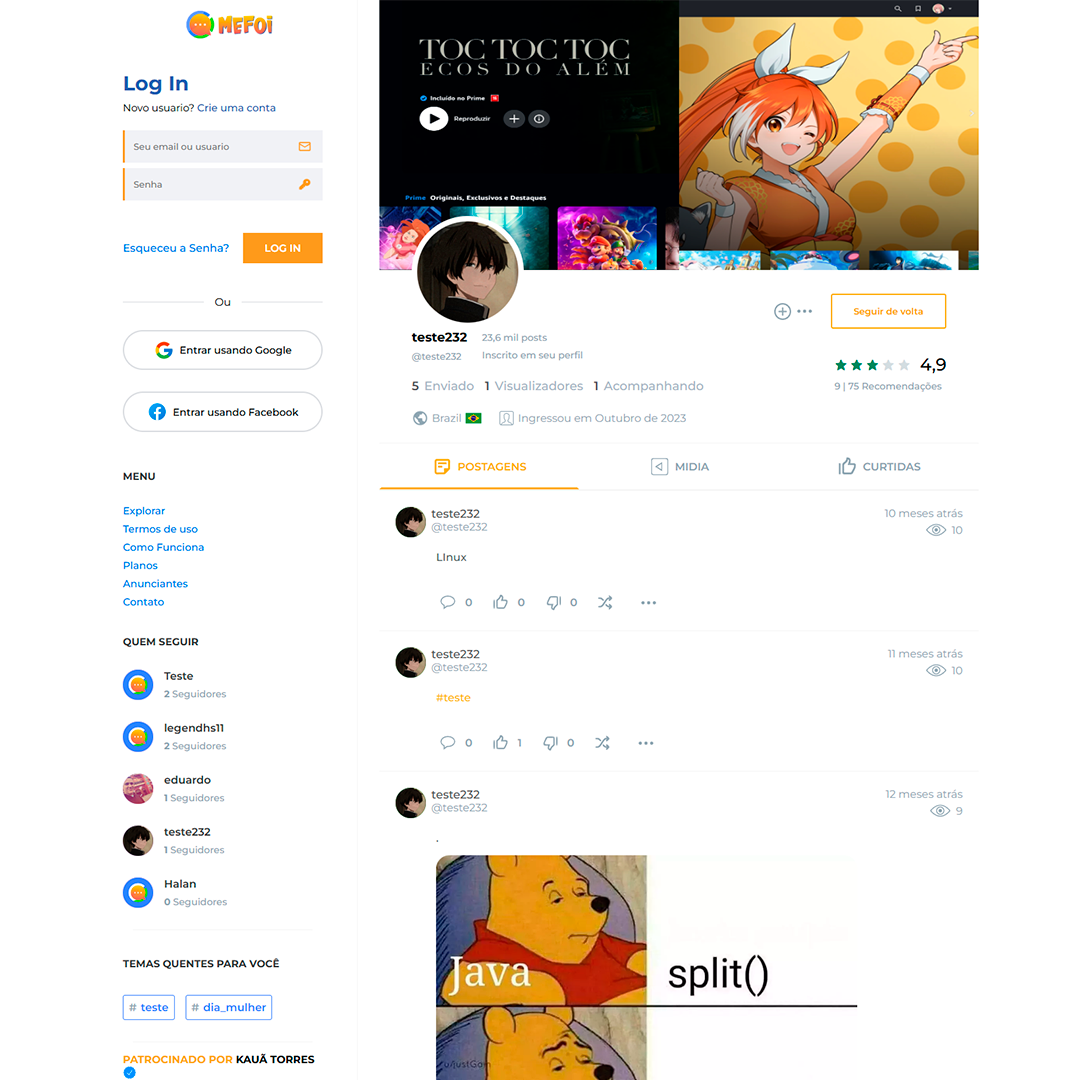 MEFOI
Log In
Novo usuario? Crie uma conta
Seu email ou usuario
Senha
Esqueceu a Senha?
LOG IN
Ou
Entrar usando Google
Entrar usando Facebook
MENU
Explorar
Termos de uso
Como Funciona
Planos
Anunciantes
Contato
QUEM SEGUIR
Teste
2 Seguidores
legendhs11
2 Seguidores
eduardo
1 Seguidores
teste232
1 Seguidores
Halan
0 Seguidores
TEMAS QUENTES PARA VOCÊ
# teste
# dia_mulher
PATROCINADO POR KAUÃ TORRES
TOC TOC TOC
ECOS DO ALÉM
Incluído no Prime
Reproduzir
Prime Originais, Exclusivos e Destaques
Seguir de volta
teste232
23,6 mil posts
@teste232
Inscrito em seu perfil
4,9
9 | 75 Recomendações
5 Enviado 1 Visualizadores 1 Acompanhando
Brazil
Ingressou em Outubro de 2023
POSTAGENS
MIDIA
CURTIDAS
teste232
@teste232
10 meses atrás
10
LInux
0 0 0
teste232
@teste232
11 meses atrás
10
#teste
0 1 0
teste232
@teste232
12 meses atrás
9
.
Java
split()